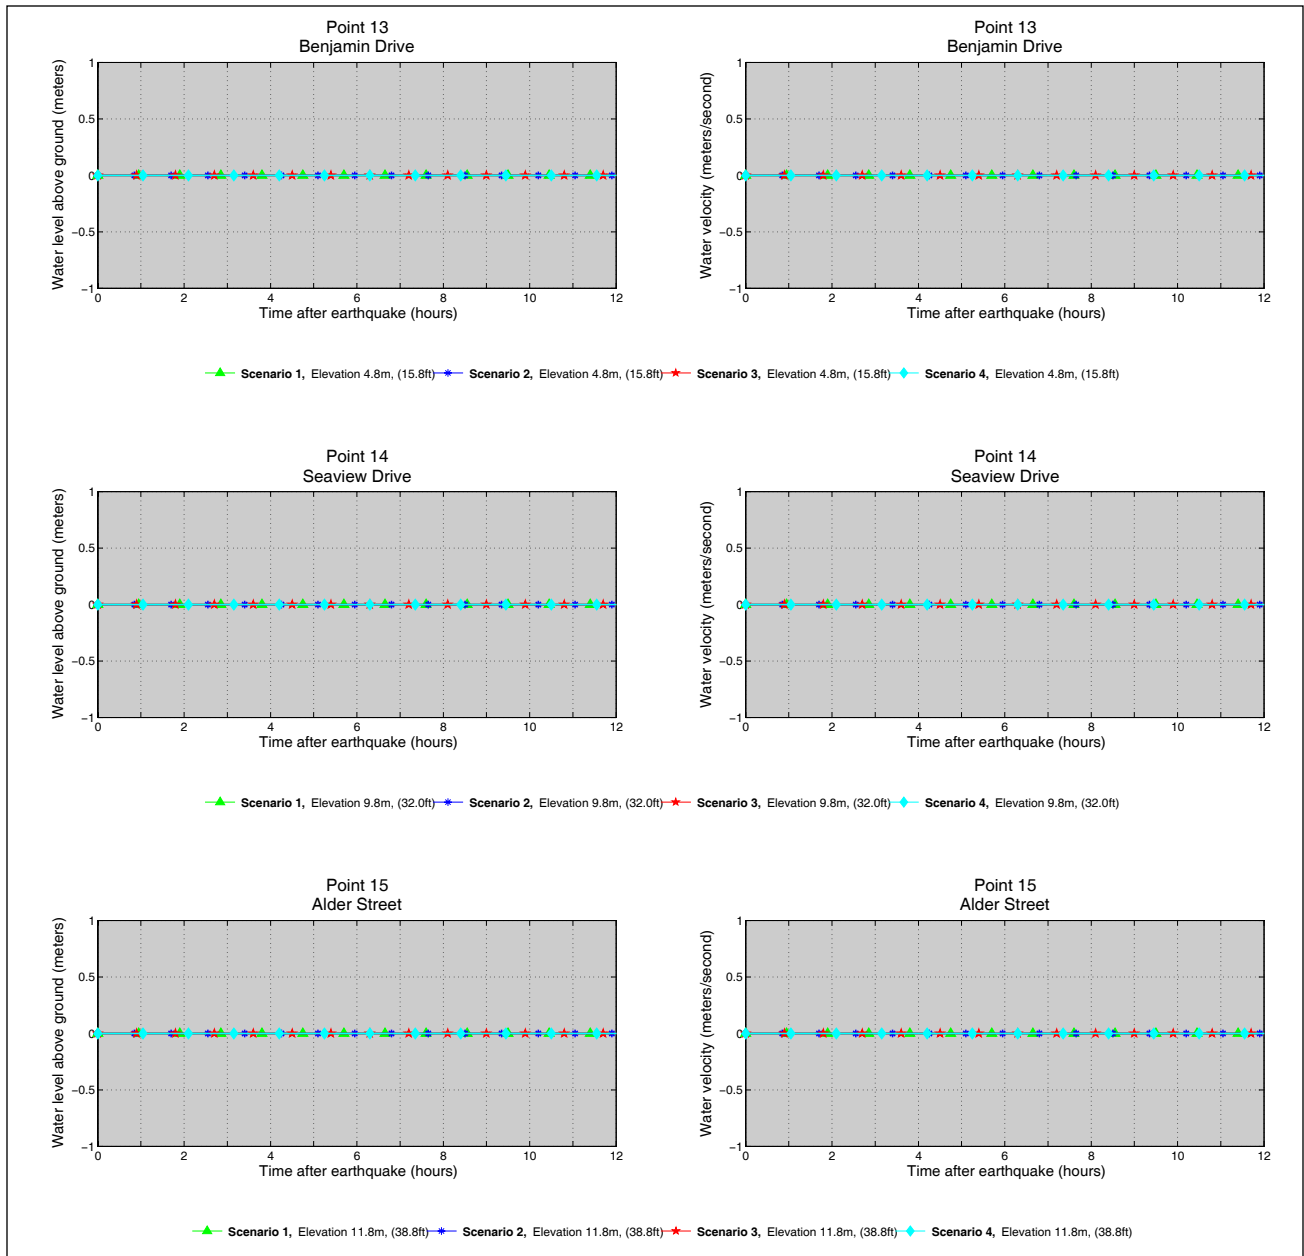 Point 13
Benjamin Drive
Water level above ground (meters)
1
0.5
0
−0.5
−1
0 2 4 6 8 10 12
Time after earthquake (hours)
Point 13
Benjamin Drive
Water velocity (meters/second)
1
0.5
0
−0.5
−1
0 2 4 6 8 10 12
Time after earthquake (hours)
Scenario 1, Elevation 4.8m, (15.8ft) Scenario 2, Elevation 4.8m, (15.8ft) Scenario 3, Elevation 4.8m, (15.8ft) Scenario 4, Elevation 4.8m, (15.8ft)
Point 14
Seaview Drive
Water level above ground (meters)
1
0.5
0
−0.5
−1
0 2 4 6 8 10 12
Time after earthquake (hours)
Point 14
Seaview Drive
Water velocity (meters/second)
1
0.5
0
−0.5
−1
0 2 4 6 8 10 12
Time after earthquake (hours)
Scenario 1, Elevation 9.8m, (32.0ft) Scenario 2, Elevation 9.8m, (32.0ft) Scenario 3, Elevation 9.8m, (32.0ft) Scenario 4, Elevation 9.8m, (32.0ft)
Point 15
Alder Street
Water level above ground (meters)
1
0.5
0
−0.5
−1
0 2 4 6 8 10 12
Time after earthquake (hours)
Point 15
Alder Street
Water velocity (meters/second)
1
0.5
0
−0.5
−1
0 2 4 6 8 10 12
Time after earthquake (hours)
Scenario 1, Elevation 11.8m, (38.8ft) Scenario 2, Elevation 11.8m, (38.8ft) Scenario 3, Elevation 11.8m, (38.8ft) Scenario 4, Elevation 11.8m, (38.8ft)